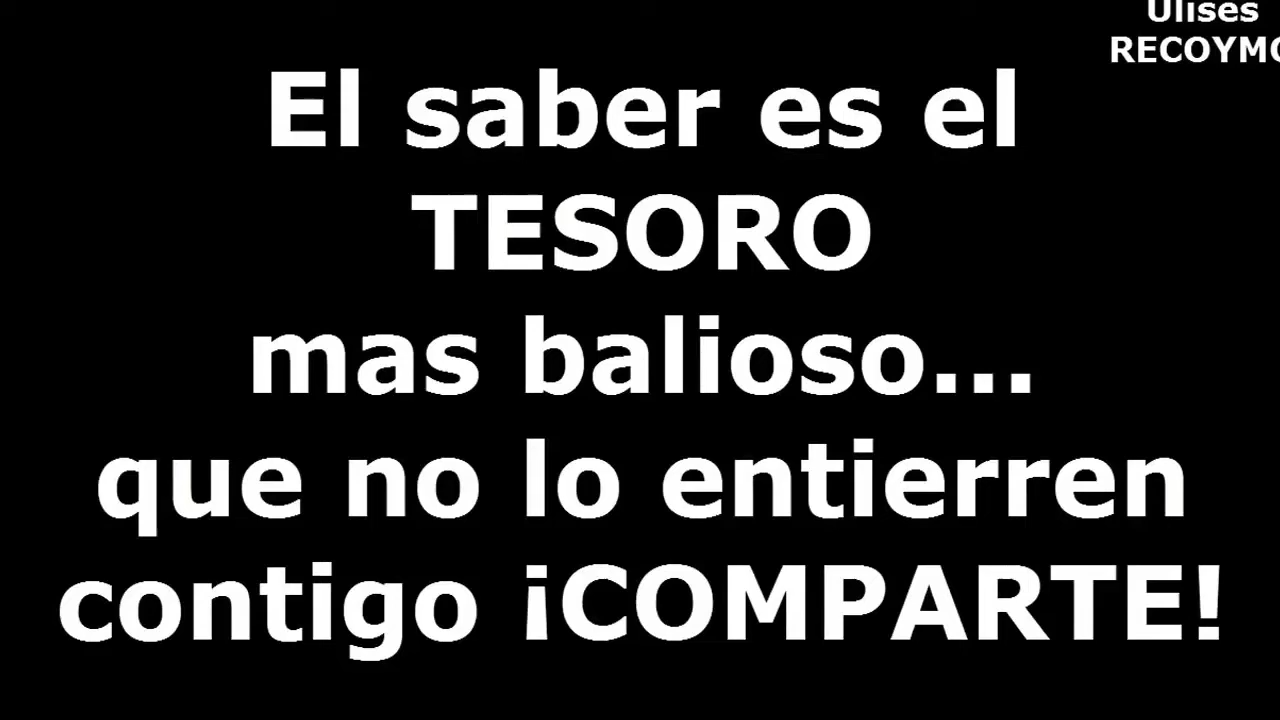 Ulises
El saber es el
TESORO
mas balioso...
que no lo entierren
contigo ¡COMPARTE!